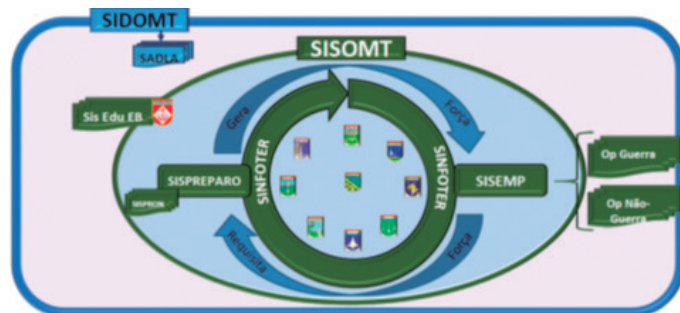 SIDOMT
SADLA
SISOMT
Sis Edu EB
Gera
Força
SINFOTER
SINFOTER
SISPREPARO
SISPRON
SISEMP
Op Guerra
Op Não-
Guerra
Requisita
Força